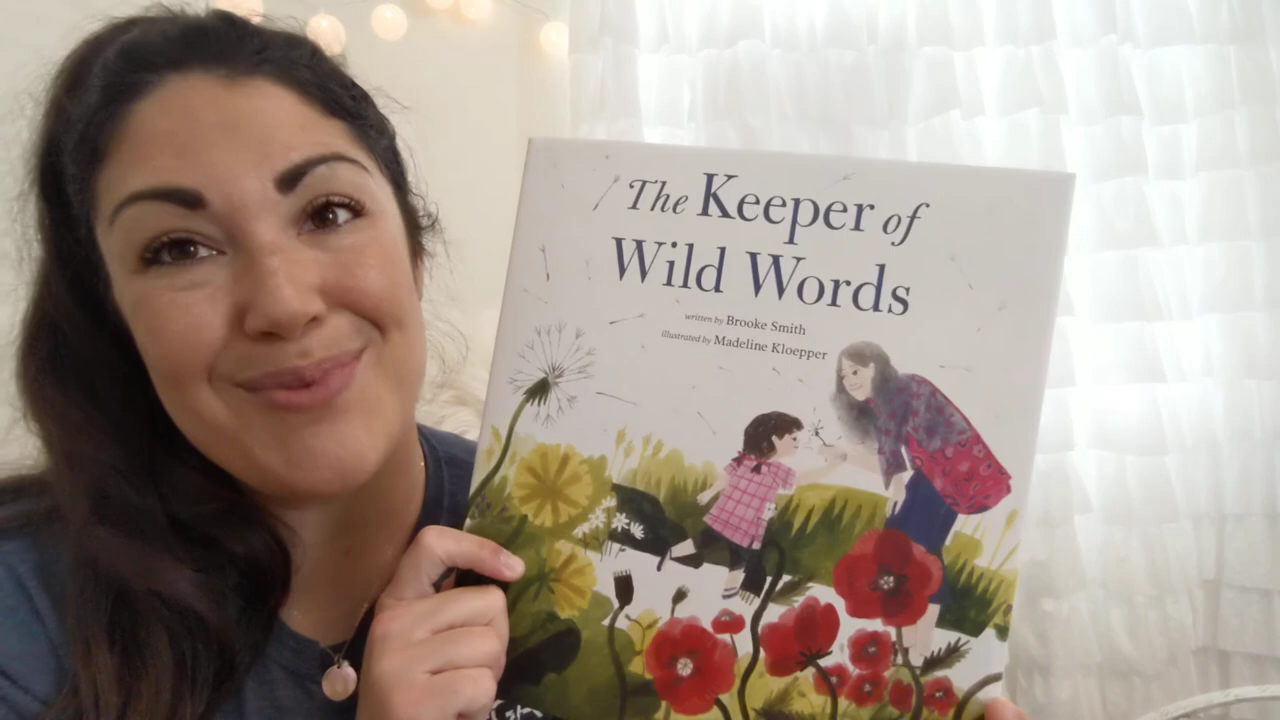 The Keeper of
Wild Words
written by Brooke Smith
illustrated by Madeline Kloepper